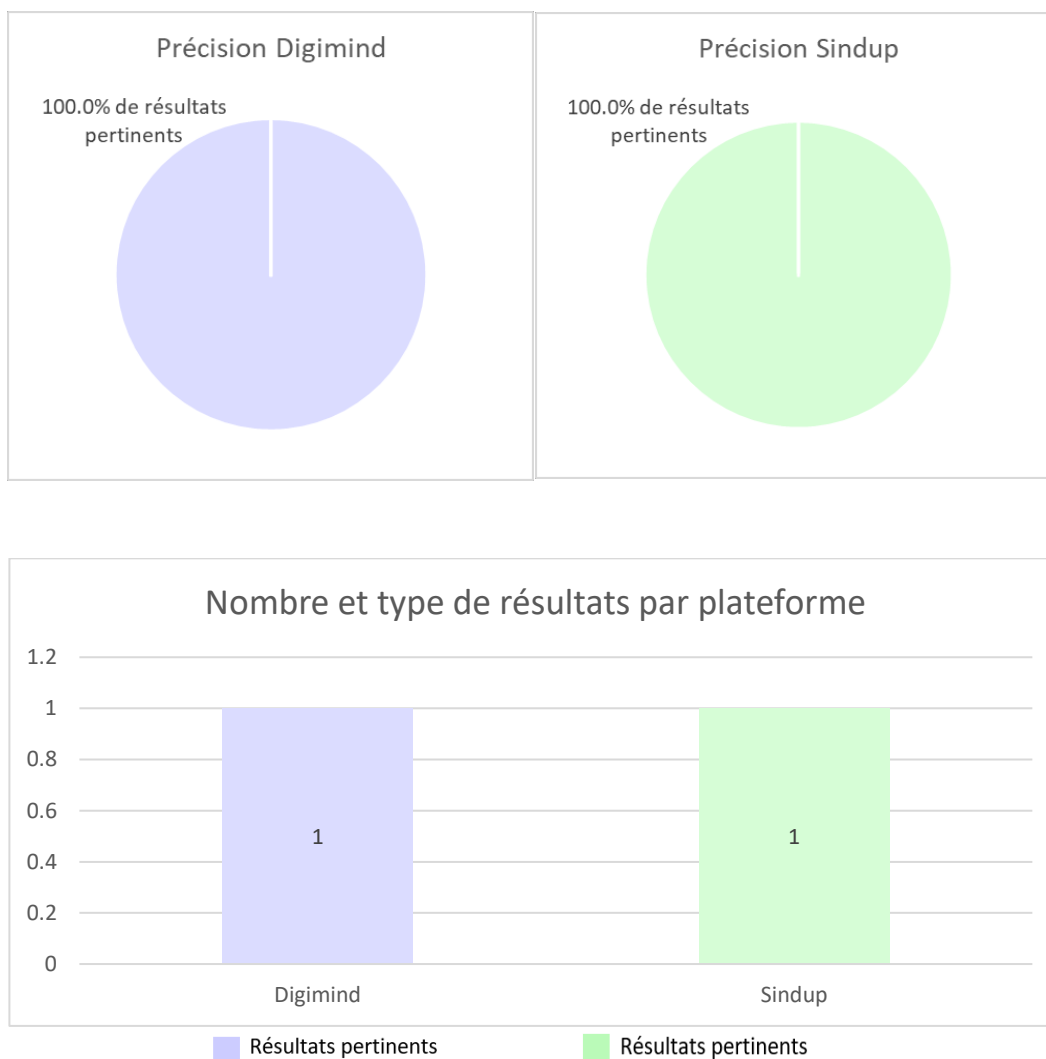 Précision Digimind
100.0% de résultats
pertinents
Précision Sindup
100.0% de résultats
pertinents
Nombre et type de résultats par plateforme
1.2
1
0.8
0.6
0.4
0.2
0
1
1
Digimind
Sindup
Résultats pertinents
Résultats pertinents